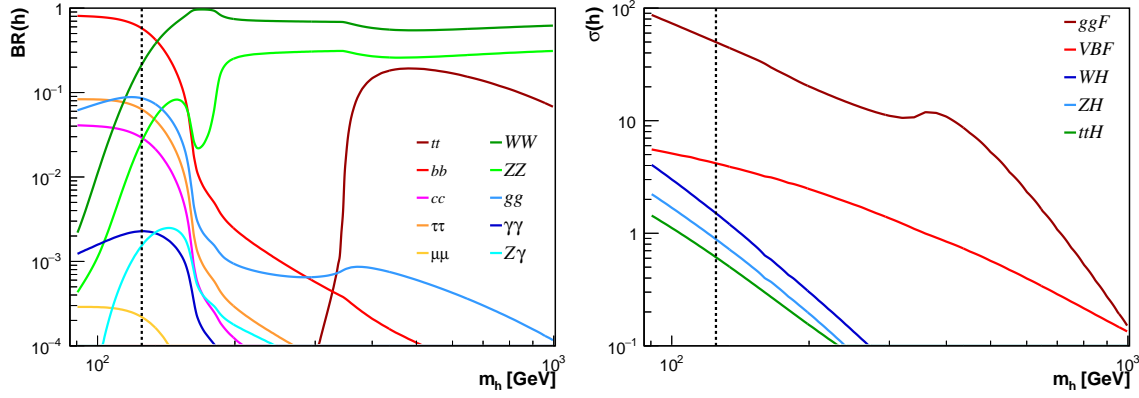 BR(h)
1
10⁻¹
10⁻²
10⁻³
10⁻⁴
10²
10³
m_h [GeV]
tt
bb
cc
ττ
μμ
WW
ZZ
gg
γγ
Zγ
σ(h)
10²
10
1
10⁻¹
10²
10³
m_h [GeV]
ggF
VBF
WH
ZH
ttH